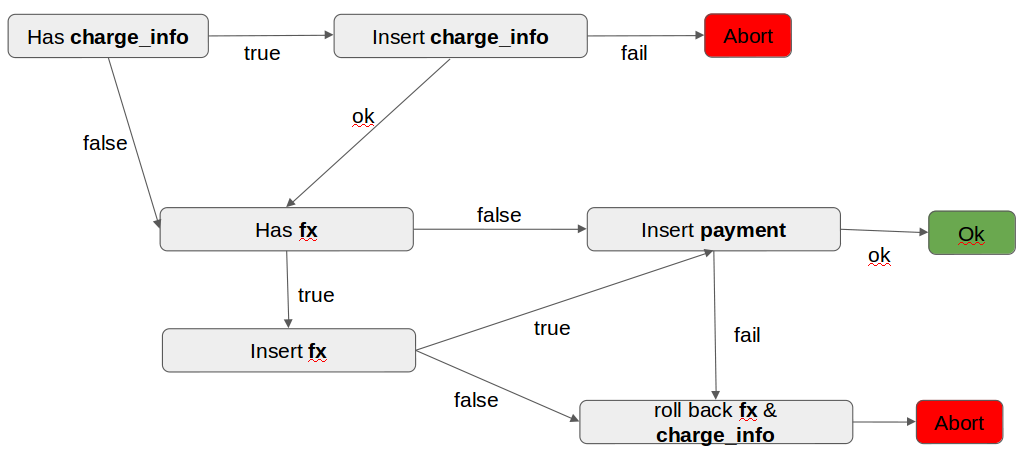 Has charge_info
true
Insert charge_info
fail
Abort
false
ok
Has fx
false
Insert payment
ok
Ok
true
Insert fx
true
fail
false
roll back fx &
charge_info
Abort